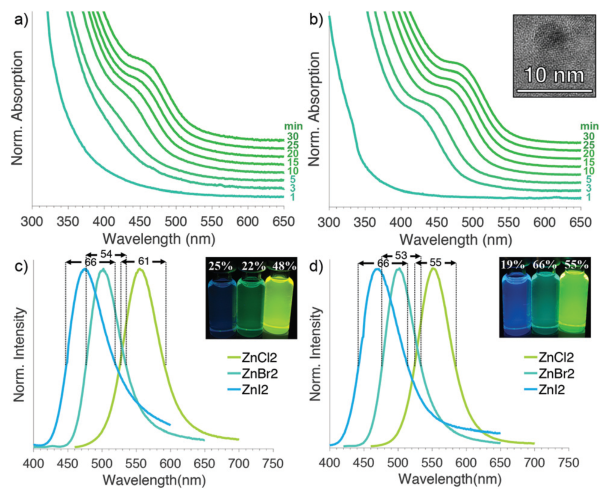 a)
Norm. Absorption
min
30
25
20
15
10
5
3
1
300 350 400 450 500 550 600 650
Wavelength (nm)
b)
10 nm
Norm. Absorption
min
30
25
20
15
10
5
3
1
300 350 400 450 500 550 600 650
Wavelength (nm)
c)
54
66 61
25% 22% 48%
Norm. Intensity
ZnCl2
ZnBr2
ZnI2
400 450 500 550 600 650 700 750
Wavelength(nm)
d)
53
66 55
19% 66% 55%
Norm. Intensity
ZnCl2
ZnBr2
ZnI2
400 450 500 550 600 650 700 750
Wavelength(nm)